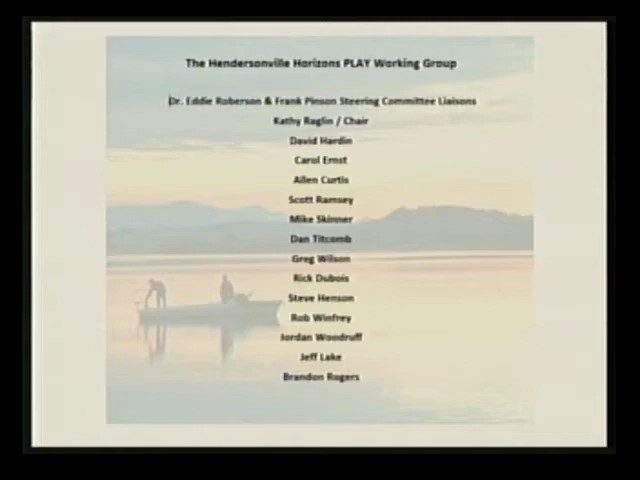 The Hendersonville Horizons PLAY Working Group
Dr. Eddie Roberson & Frank Pinson Steering Committee Liaisons
Kathy Raglin / Chair
David Hardin
Carol Ernst
Allen Curtis
Scott Ramsey
Mike Skinner
Dan Titcomb
Greg Wilson
Rick Dubois
Steve Henson
Rob Winfrey
Jordan Woodruff
Jeff Lake
Brandon Rogers